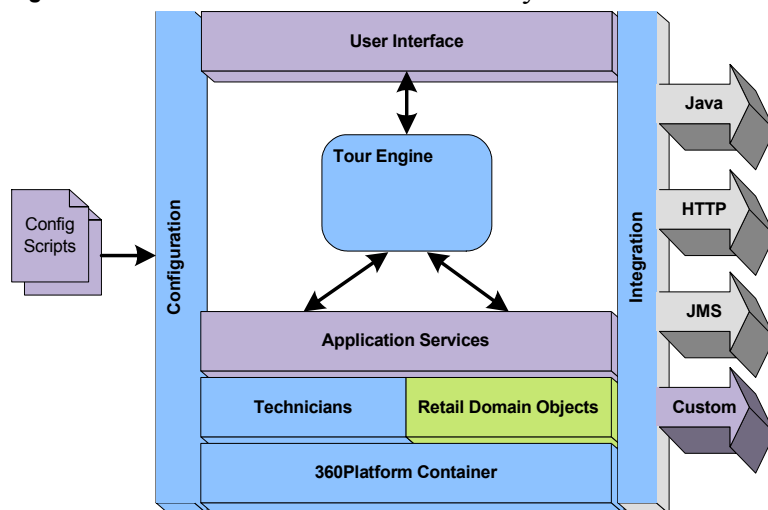 User Interface
Java
Tour Engine
HTTP
Config
Scripts
Configuration
Integration
JMS
Application Services
Technicians
Retail Domain Objects
Custom
360Platform Container